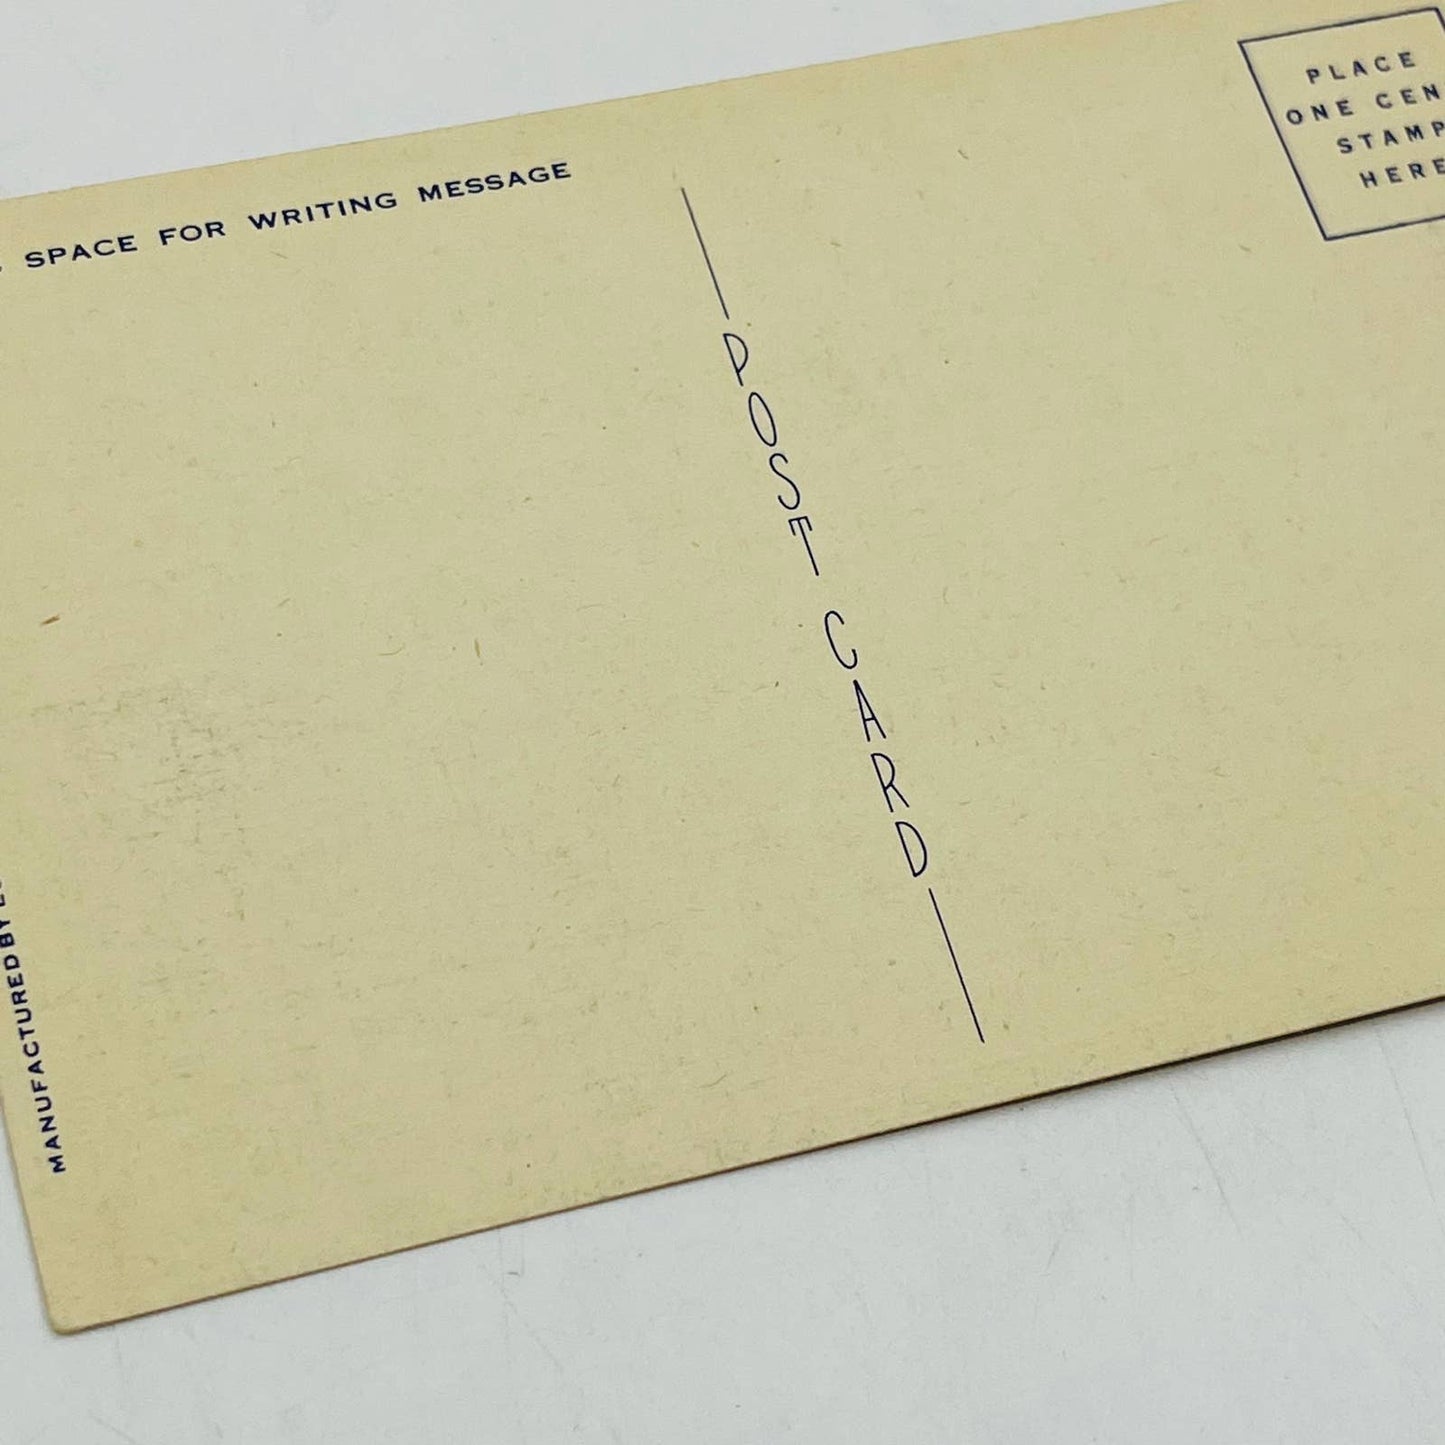 SPACE FOR WRITING MESSAGE
PLACE
ONE CEN
STAMP
HERE
POST CARD
MANUFACTURED BY